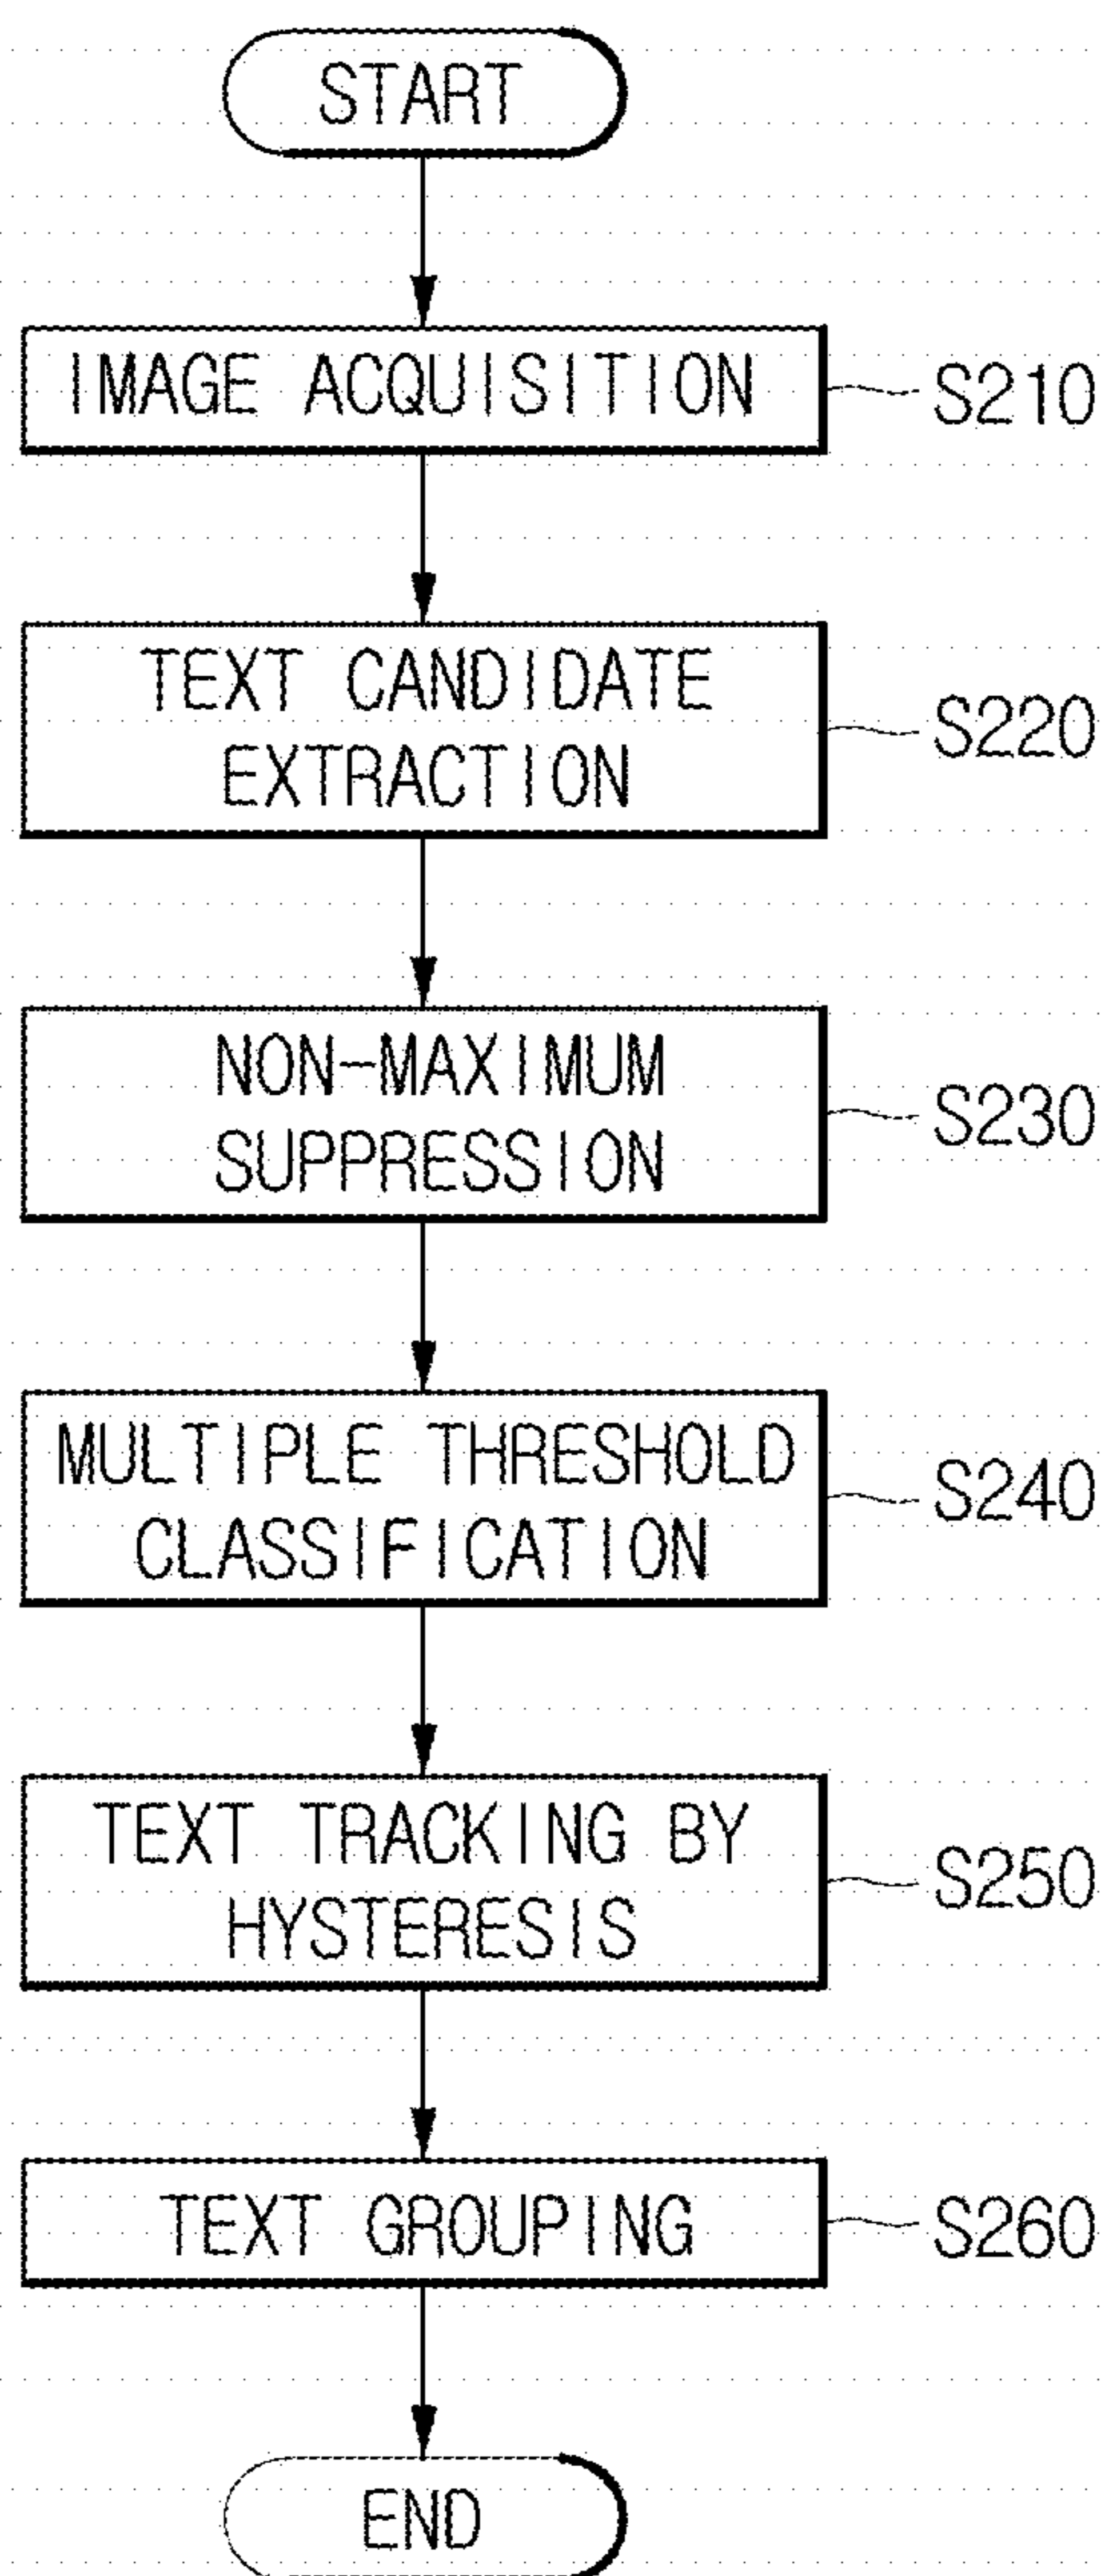 START
IMAGE ACQUISITION
S210
TEXT CANDIDATE
EXTRACTION
S220
NON-MAXIMUM
SUPPRESSION
S230
MULTIPLE THRESHOLD
CLASSIFICATION
S240
TEXT TRACKING BY
HYSTERESIS
S250
TEXT GROUPING
S260
END